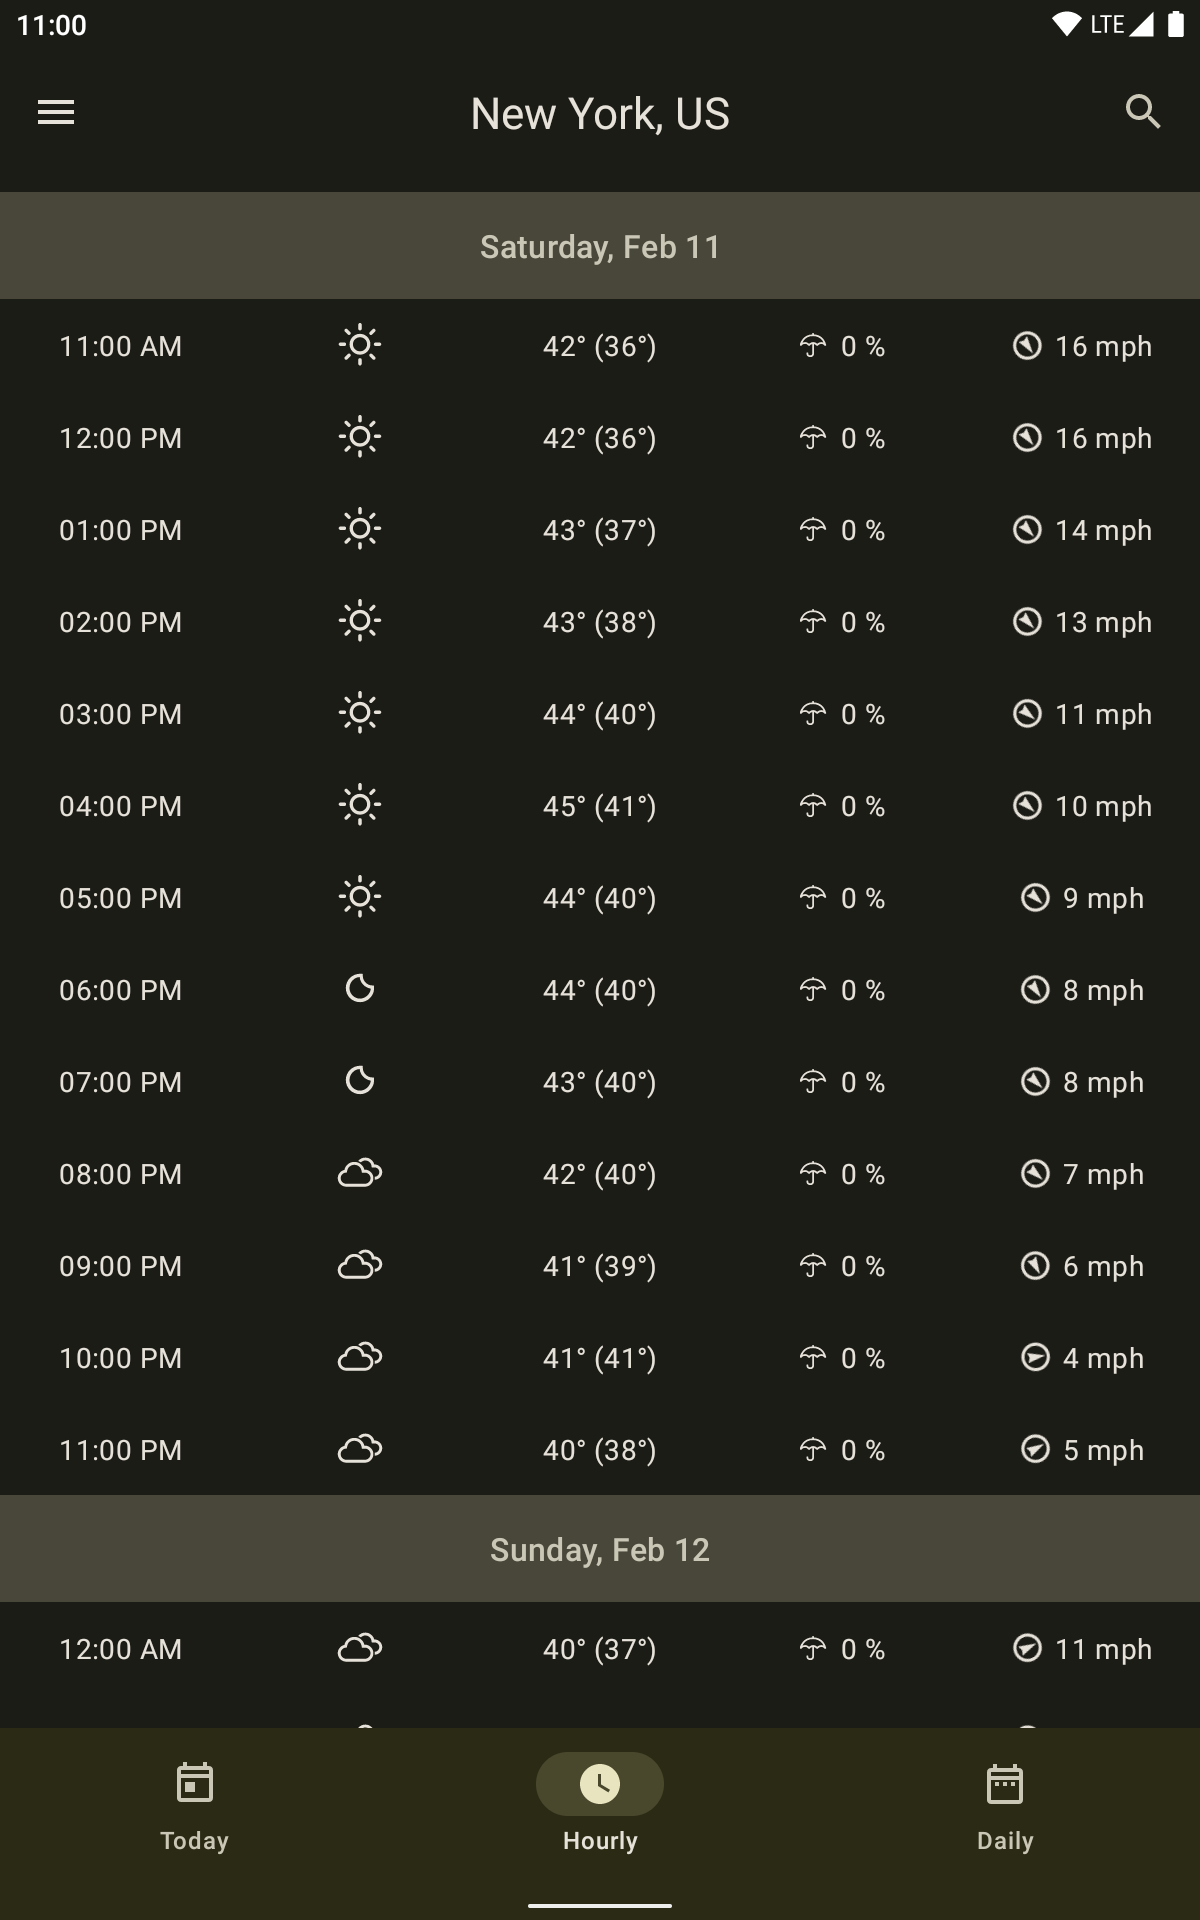 11:00 LTE
New York, US
Saturday, Feb 11
11:00 AM 42° (36°) 0 % 16 mph
12:00 PM 42° (36°) 0 % 16 mph
01:00 PM 43° (37°) 0 % 14 mph
02:00 PM 43° (38°) 0 % 13 mph
03:00 PM 44° (40°) 0 % 11 mph
04:00 PM 45° (41°) 0 % 10 mph
05:00 PM 44° (40°) 0 % 9 mph
06:00 PM 44° (40°) 0 % 8 mph
07:00 PM 43° (40°) 0 % 8 mph
08:00 PM 42° (40°) 0 % 7 mph
09:00 PM 41° (39°) 0 % 6 mph
10:00 PM 41° (41°) 0 % 4 mph
11:00 PM 40° (38°) 0 % 5 mph
Sunday, Feb 12
12:00 AM 40° (37°) 0 % 11 mph
Today Hourly Daily